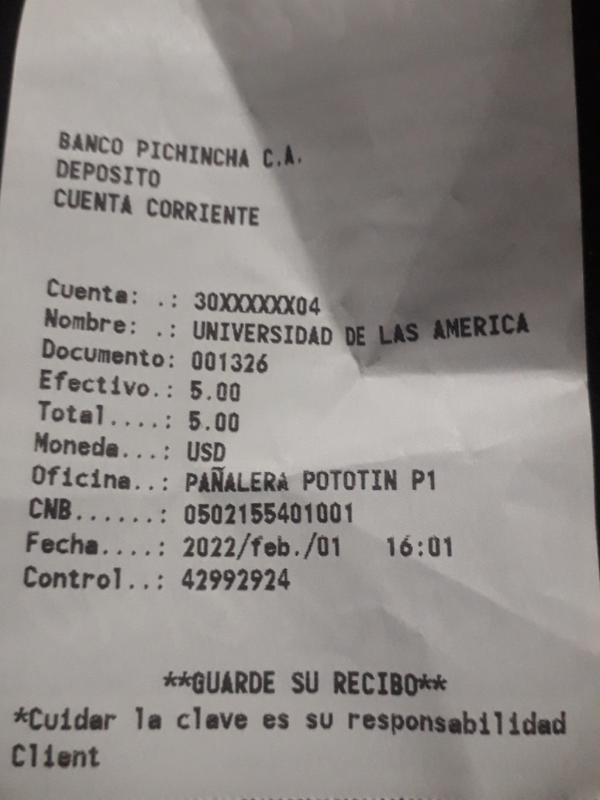 BANCO PICHINCHA C.A.
DEPOSITO
CUENTA CORRIENTE
Cuenta: .: 30XXXXXX04
Nombre: .: UNIVERSIDAD DE LAS AMERICA
Documento: 001326
Efectivo.: 5.00
Total....: 5.00
Moneda...: USD
Oficina..: PAÑALERA POTOTIN P1
CNB......: 0502155401001
Fecha....: 2022/feb./01 16:01
Control..: 42992924
**GUARDE SU RECIBO**
*Cuidar la clave es su responsabilidad
Client